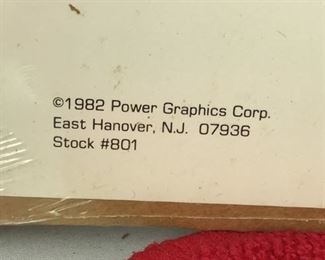 ©1982 Power Graphics Corp.
East Hanover, N.J. 07936
Stock #801